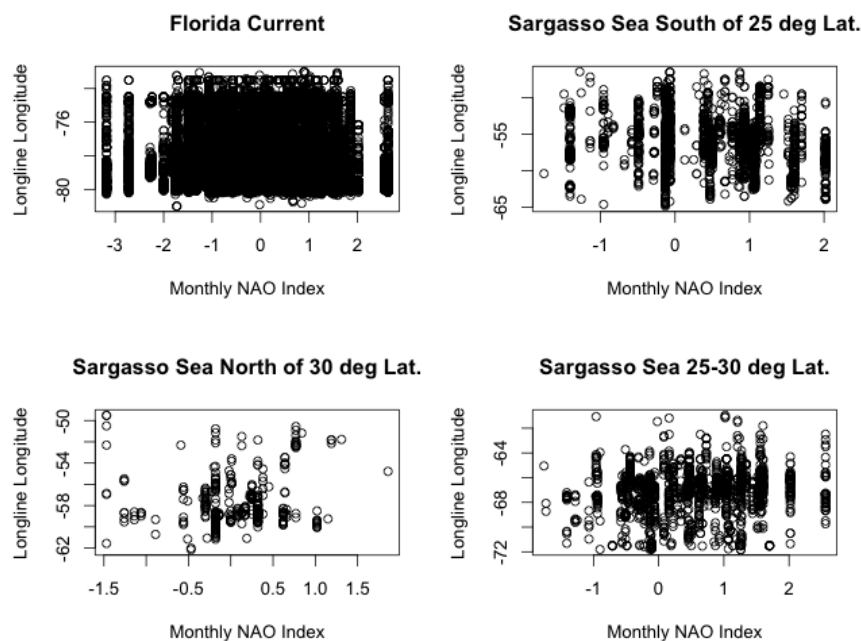 Florida Current
Longline Longitude
-76
-80
-3 -2 -1 0 1 2
Monthly NAO Index
Sargasso Sea South of 25 deg Lat.
Longline Longitude
-55
-65
-1 0 1 2
Monthly NAO Index
Sargasso Sea North of 30 deg Lat.
Longline Longitude
-50
-54
-58
-62
-1.5 -0.5 0.5 1.0 1.5
Monthly NAO Index
Sargasso Sea 25-30 deg Lat.
Longline Longitude
-64
-68
-72
-1 0 1 2
Monthly NAO Index